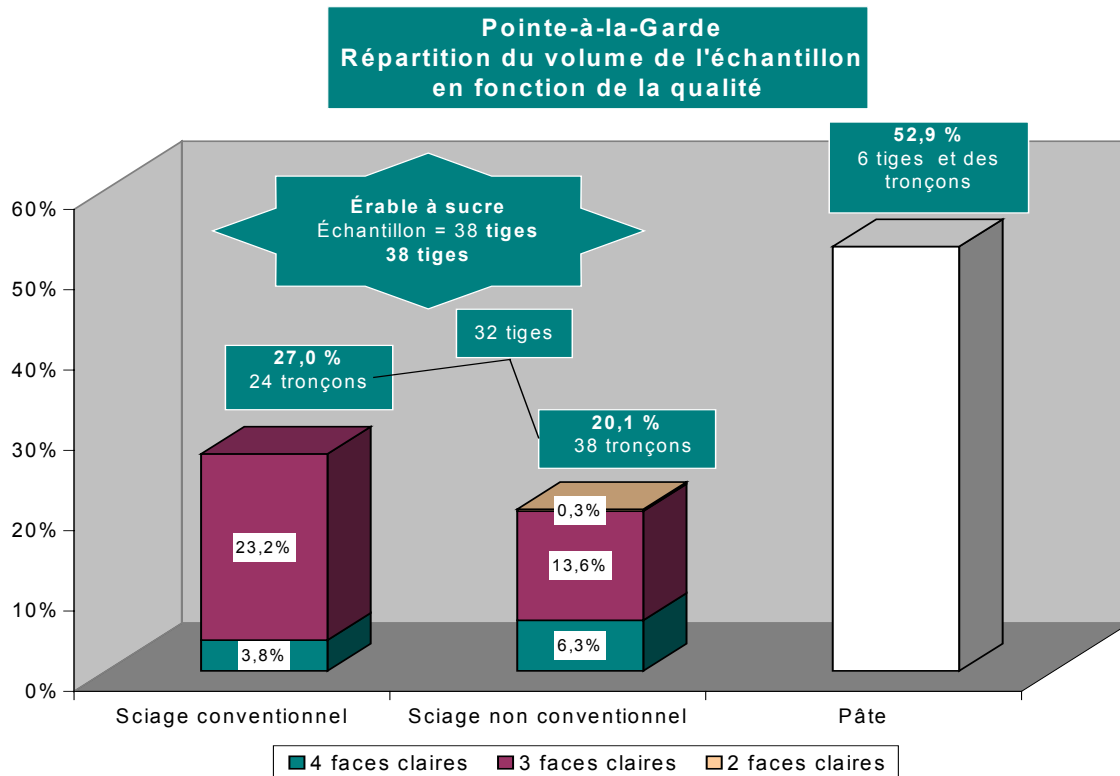 Pointe-à-la-Garde
Répartition du volume de l'échantillon
en fonction de la qualité
52,9 %
6 tiges et des
tronçons
Érable à sucre
Échantillon = 38 tiges
38 tiges
32 tiges
27,0 %
24 tronçons
20,1 %
38 tronçons
60%
50%
40%
30%
20%
10%
0%
23,2%
3,8%
0,3%
13,6%
6,3%
Sciage conventionnel
Sciage non conventionnel
Pâte
4 faces claires
3 faces claires
2 faces claires